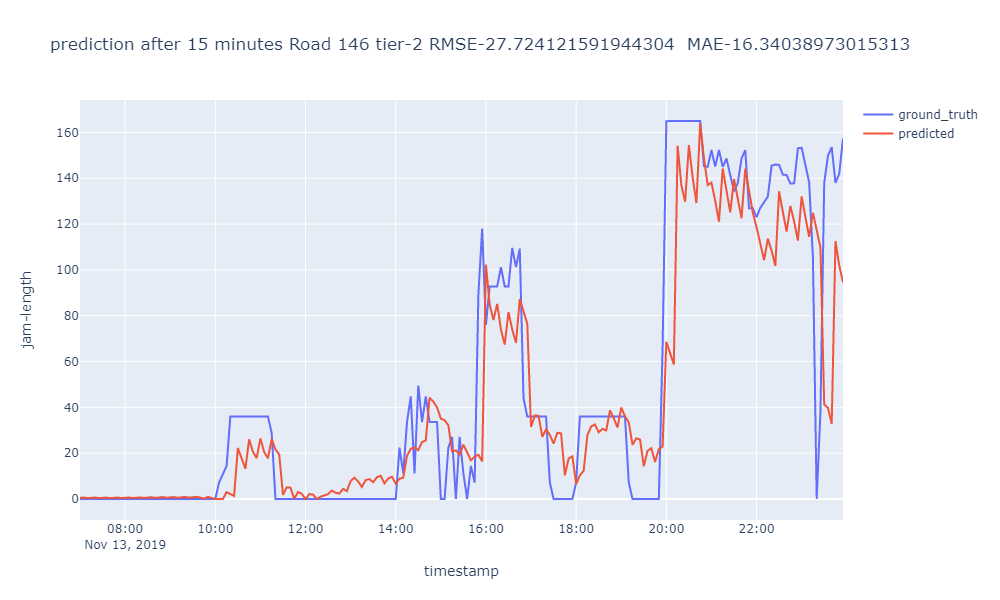 prediction after 15 minutes Road 146 tier-2 RMSE-27.724121591944304  MAE-16.34038973015313
ground_truth
predicted
160
140
120
100
80
60
40
20
0
jam-length
08:00 10:00 12:00 14:00 16:00 18:00 20:00 22:00
Nov 13, 2019
timestamp